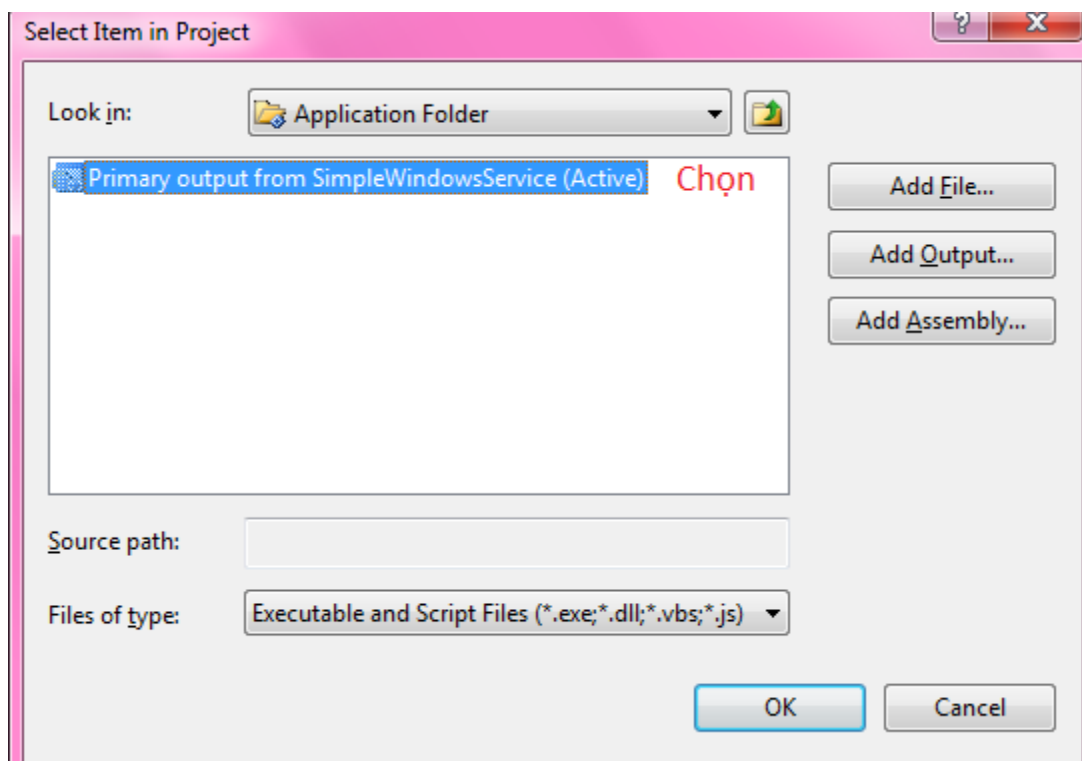 Select Item in Project
?
X
Look in:
Application Folder
Primary output from SimpleWindowsService (Active)
Chọn
Add File...
Add Output...
Add Assembly...
Source path:
Files of type:
Executable and Script Files (*.exe;*.dll;*.vbs;*.js)
OK
Cancel